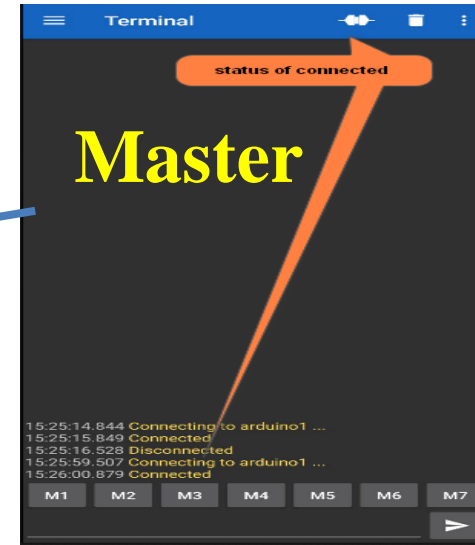 Terminal
status of connected
Master
15:25:14.844 Connecting to arduino1 ...
15:25:15.849 Connected
15:25:16.528 Disconnected
15:25:59.507 Connecting to arduino1 ...
15:26:00.879 Connected
M1 M2 M3 M4 M5 M6 M7